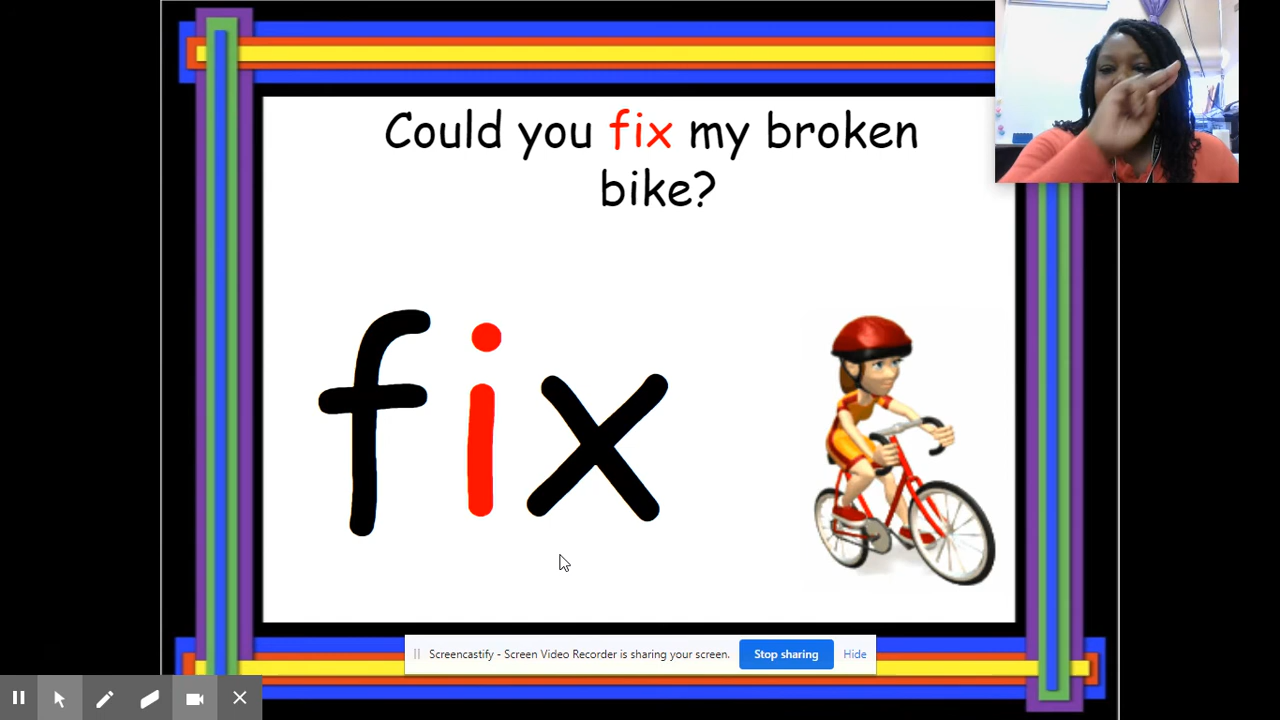 Could you fix my broken
bike?
fix
Screencastify - Screen Video Recorder is sharing your screen.
Stop sharing
Hide